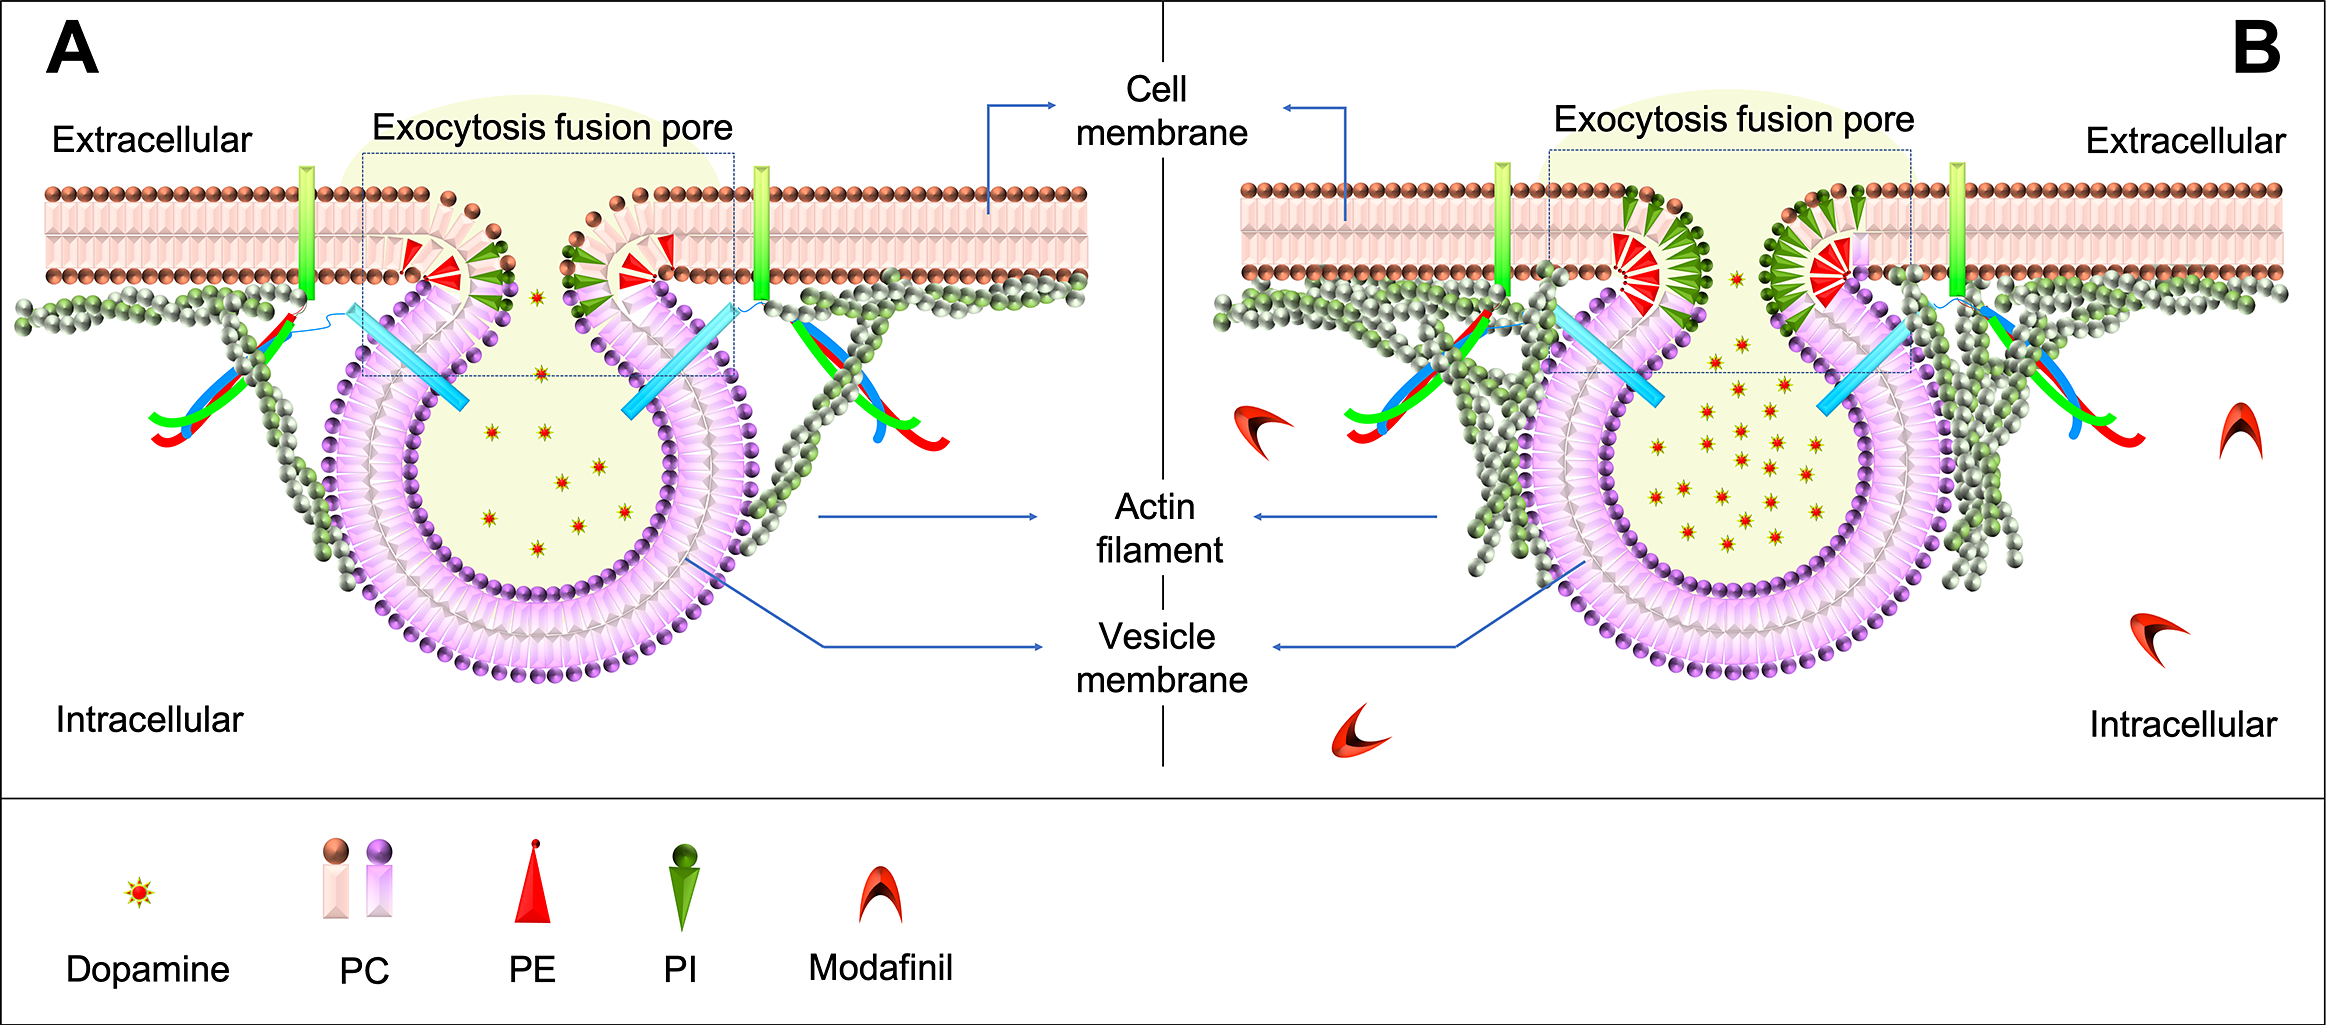 A
B
Extracellular
Exocytosis fusion pore
Cell
membrane
Exocytosis fusion pore
Extracellular
Actin
filament
Vesicle
membrane
Intracellular
Intracellular
Dopamine
PC
PE
PI
Modafinil